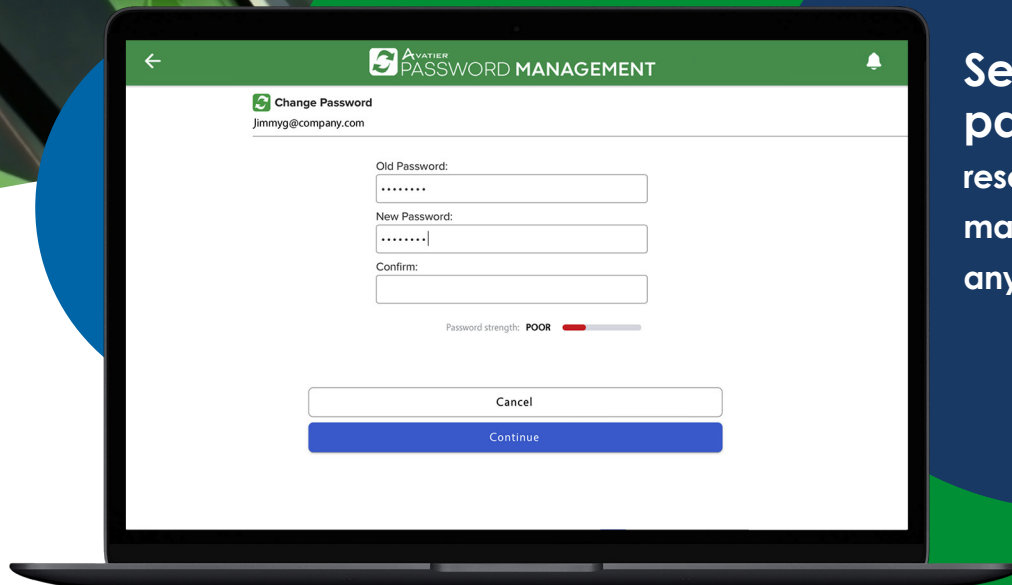 AVATIER
PASSWORD MANAGEMENT
Change Password
Jimmyg@company.com
Old Password:
••••••••
New Password:
••••••••
Confirm:
Password strength: POOR
Cancel
Continue